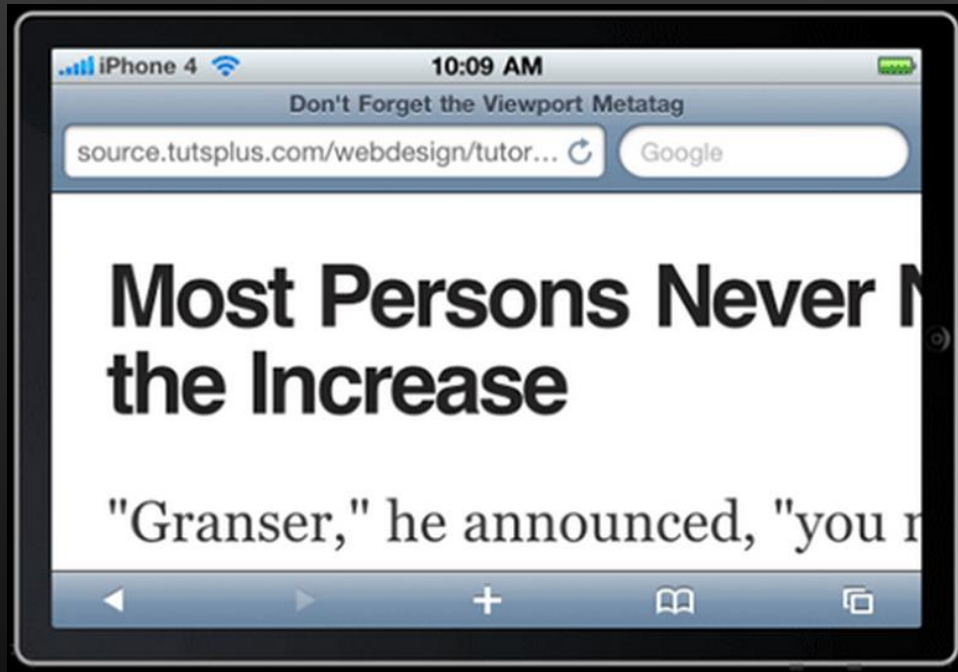 iPhone 4 10:09 AM
Don't Forget the Viewport Metatag
source.tutsplus.com/webdesign/tutor... Google
Most Persons Never
the Increase
"Granser," he announced, "you